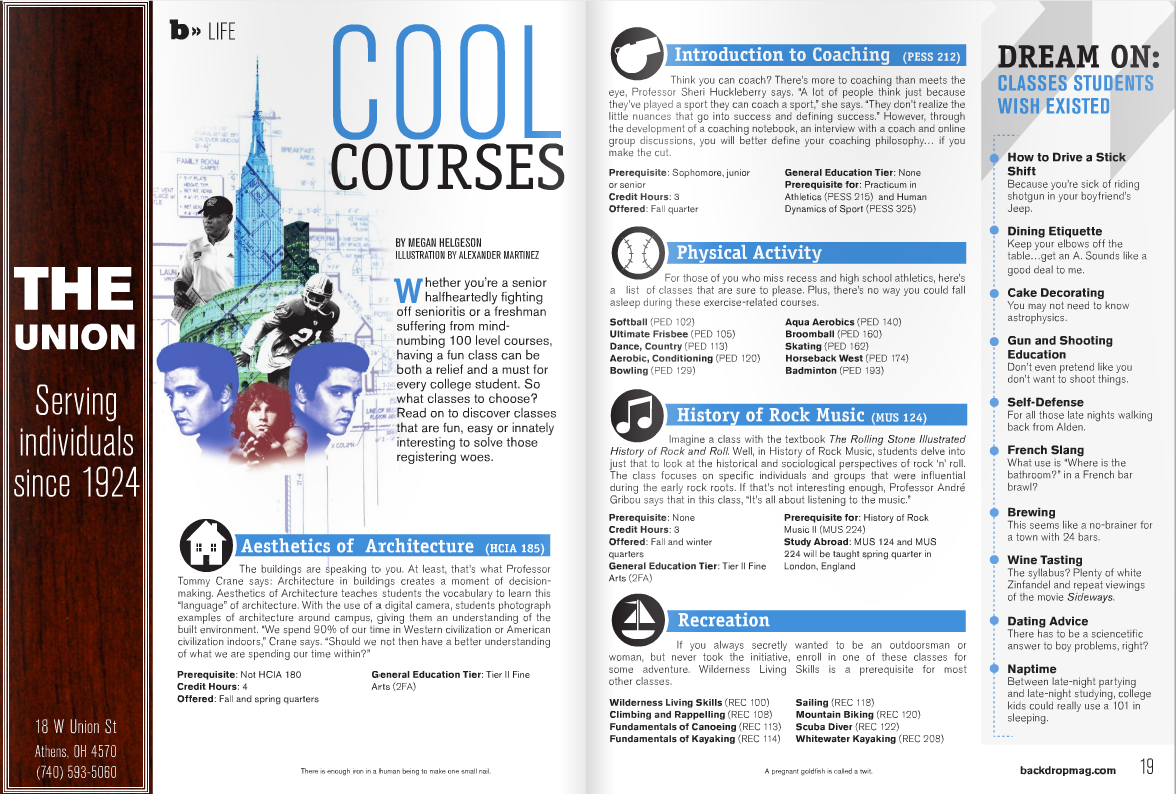 THE
UNION
Serving
individuals
since 1924
18 W Union St
Athens, OH 4570
(740) 593-5060
b» LIFE
COOL
COURSES
BY MEGAN HELGESON
ILLUSTRATION BY ALEXANDER MARTINEZ
Whether you're a senior
halfheartedly fighting
off senioritis or a freshman
suffering from mind-
numbing 100 level courses,
having a fun class can be
both a relief and a must for
every college student. So
what classes to choose?
Read on to discover classes
that are fun, easy or innately
interesting to solve those
registering woes.
FAMILY ROOM
CARPET
BREAKFAST
AREA
21
Aesthetics of Architecture (HCIA 185)
The buildings are speaking to you. At least, that's what Professor
Tommy Crane says: Architecture in buildings creates a moment of decision-
making. Aesthetics of Architecture teaches students the vocabulary to learn this
"language" of architecture. With the use of a digital camera, students photograph
examples of architecture around campus, giving them an understanding of the
built environment. "We spend 90% of our time in Western civilization or American
civilization indoors," Crane says. "Should we not then have a better understanding
of what we are spending our time within?"
Prerequisite: Not HCIA 180
Credit Hours: 4
Offered: Fall and spring quarters
General Education Tier: Tier II Fine
Arts (2FA)
There is enough iron in a human being to make one small nail.
Introduction to Coaching (PESS 212)
Think you can coach? There's more to coaching than meets the
eye, Professor Sheri Huckleberry says. "A lot of people think just because
they've played a sport they can coach a sport," she says. "They don't realize the
little nuances that go into success and defining success." However, through
the development of a coaching notebook, an interview with a coach and online
group discussions, you will better define your coaching philosophy... if you
make the cut.
Prerequisite: Sophomore, junior
or senior
Credit Hours: 3
Offered: Fall quarter
General Education Tier: None
Prerequisite for: Practicum in
Athletics (PESS 215) and Human
Dynamics of Sport (PESS 325)
Physical Activity
For those of you who miss recess and high school athletics, here's
a list of classes that are sure to please. Plus, there's no way you could fall
asleep during these exercise-related courses.
Softball (PED 102)
Ultimate Frisbee (PED 105)
Dance, Country (PED 113)
Aerobic, Conditioning (PED 120)
Bowling (PED 129)
Aqua Aerobics (PED 140)
Broomball (PED 160)
Skating (PED 162)
Horseback West (PED 174)
Badminton (PED 193)
History of Rock Music (MUS 124)
Imagine a class with the textbook The Rolling Stone Illustrated
History of Rock and Roll. Well, in History of Rock Music, students delve into
just that to look at the historical and sociological perspectives of rock 'n' roll.
The class focuses on specific individuals and groups that were influential
during the early rock roots. If that's not interesting enough, Professor André
Gribou says that in this class, "It's all about listening to the music."
Prerequisite: None
Credit Hours: 3
Offered: Fall and winter
quarters
General Education Tier: Tier II Fine
Arts (2FA)
Prerequisite for: History of Rock
Music II (MUS 224)
Study Abroad: MUS 124 and MUS
224 will be taught spring quarter in
London, England
Recreation
If you always secretly wanted to be an outdoorsman or
woman, but never took the initiative, enroll in one of these classes for
some adventure. Wilderness Living Skills is a prerequisite for most
other classes.
Wilderness Living Skills (REC 100)
Climbing and Rappelling (REC 108)
Fundamentals of Canoeing (REC 113)
Fundamentals of Kayaking (REC 114)
Sailing (REC 118)
Mountain Biking (REC 120)
Scuba Diver (REC 122)
Whitewater Kayaking (REC 208)
A pregnant goldfish is called a twit.
DREAM ON:
CLASSES STUDENTS
WISH EXISTED
How to Drive a Stick
Shift
Because you're sick of riding
shotgun in your boyfriend's
Jeep.
Dining Etiquette
Keep your elbows off the
table...get an A. Sounds like a
good deal to me.
Cake Decorating
You may not need to know
astrophysics.
Gun and Shooting
Education
Don't even pretend like you
don't want to shoot things.
Self-Defense
For all those late nights walking
back from Alden.
French Slang
What use is "Where is the
bathroom?" in a French bar
brawl?
Brewing
This seems like a no-brainer for
a town with 24 bars.
Wine Tasting
The syllabus? Plenty of white
Zinfandel and repeat viewings
of the movie Sideways.
Dating Advice
There has to be a sciencetific
answer to boy problems, right?
Naptime
Between late-night partying
and late-night studying, college
kids could really use a 101 in
sleeping.
backdropmag.com 19